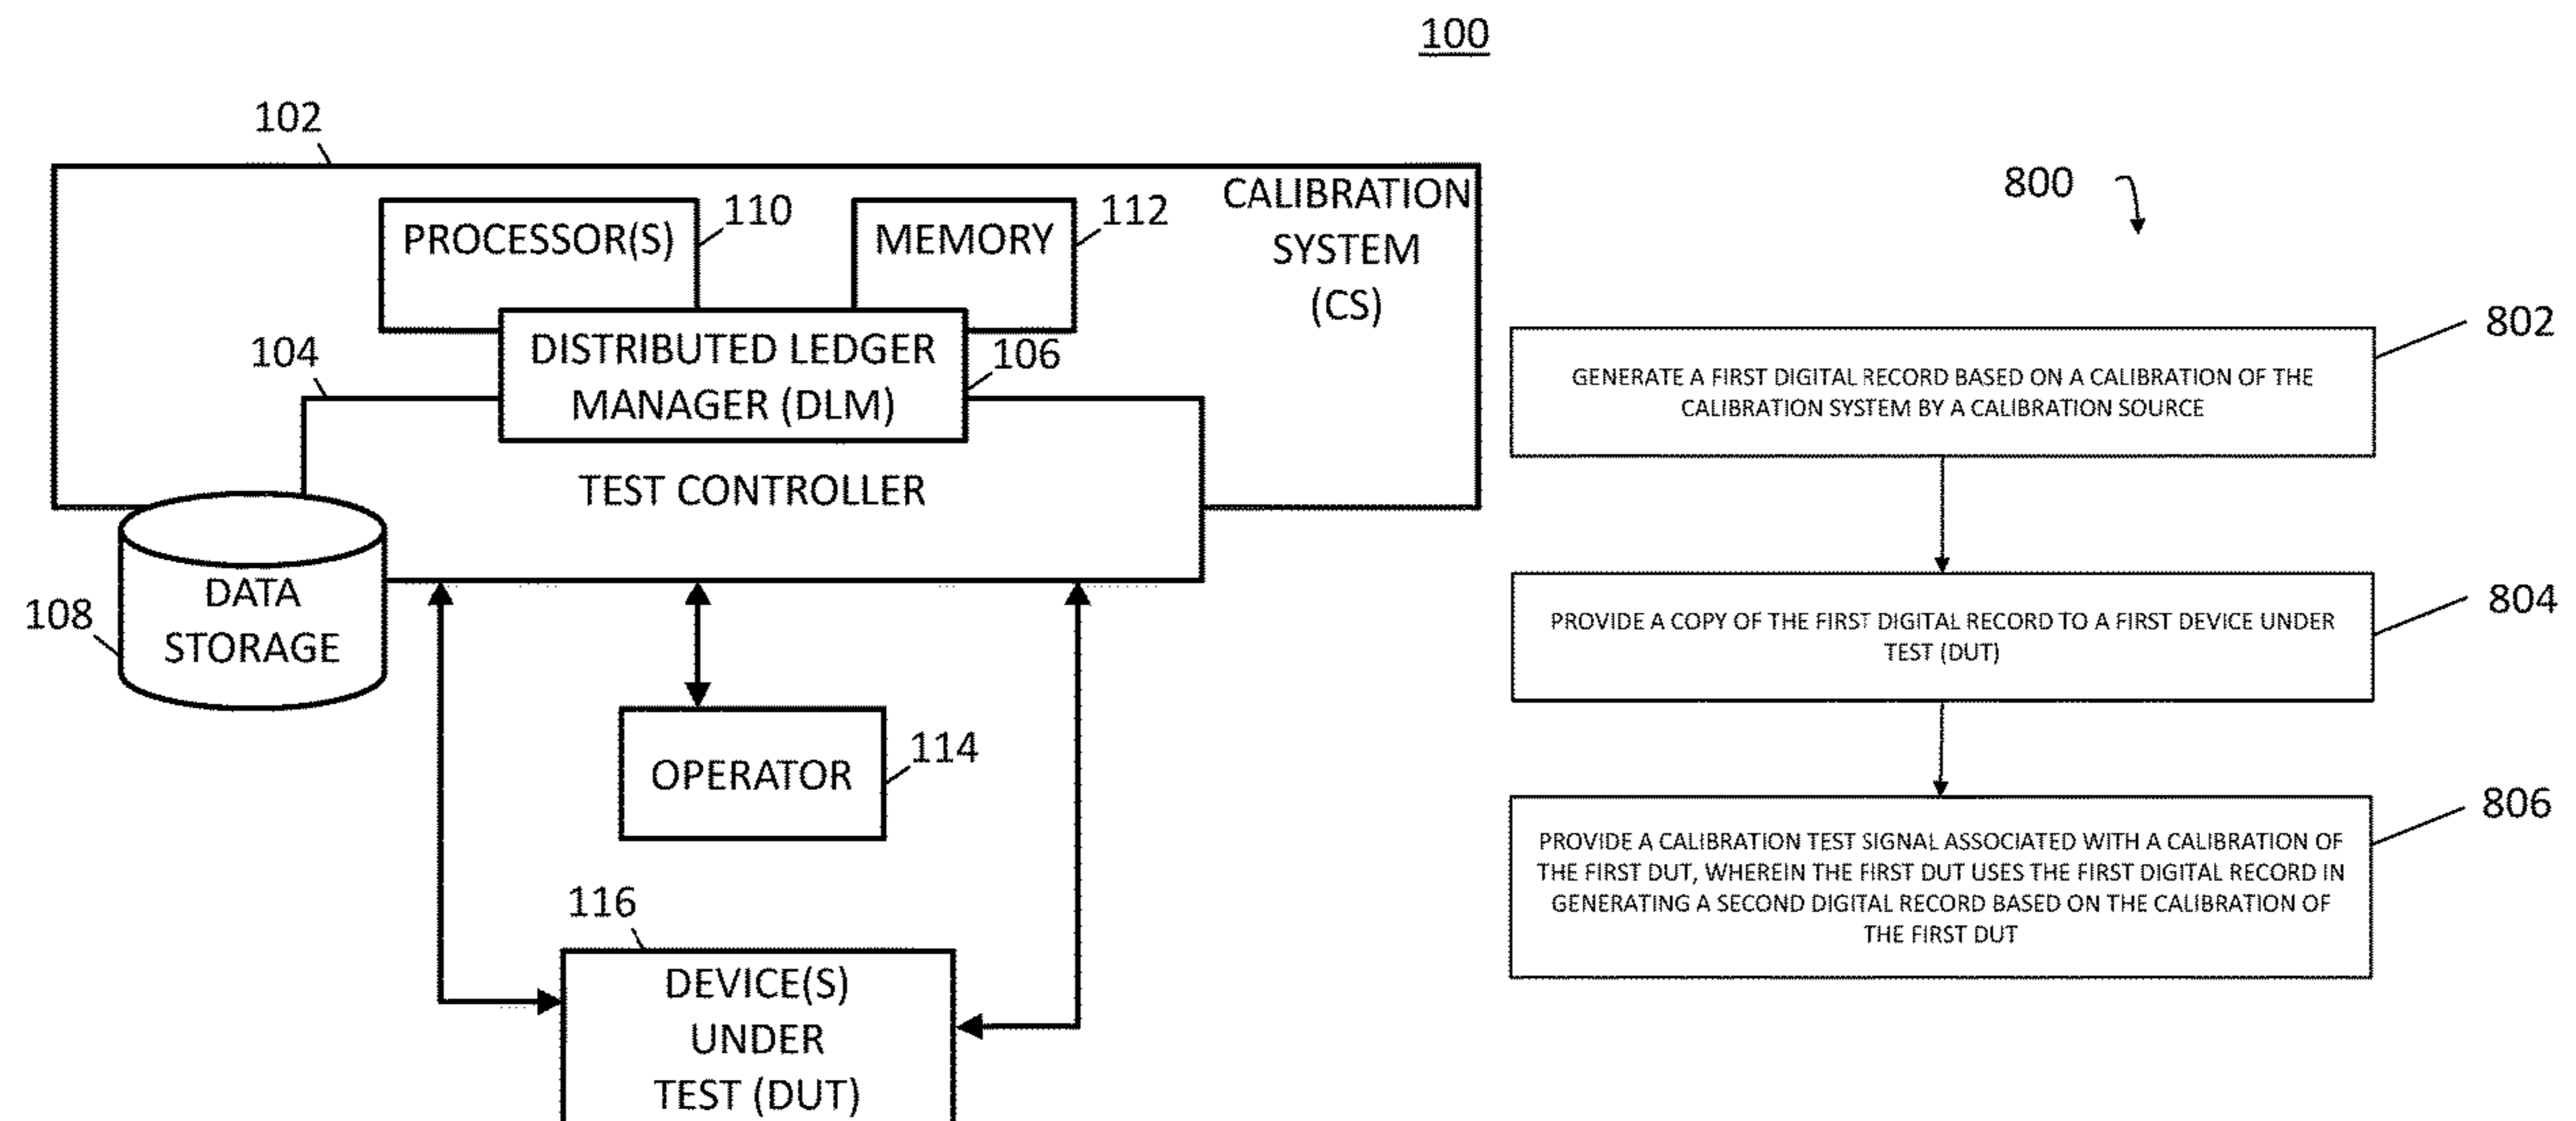 100
102
PROCESSOR(S)
110
MEMORY
112
CALIBRATION
SYSTEM
(CS)
104
DISTRIBUTED LEDGER
MANAGER (DLM)
106
TEST CONTROLLER
DATA
STORAGE
108
OPERATOR
114
116
DEVICE(S)
UNDER
TEST (DUT)
800
802
GENERATE A FIRST DIGITAL RECORD BASED ON A CALIBRATION OF THE
CALIBRATION SYSTEM BY A CALIBRATION SOURCE
804
PROVIDE A COPY OF THE FIRST DIGITAL RECORD TO A FIRST DEVICE UNDER
TEST (DUT)
806
PROVIDE A CALIBRATION TEST SIGNAL ASSOCIATED WITH A CALIBRATION OF
THE FIRST DUT, WHEREIN THE FIRST DUT USES THE FIRST DIGITAL RECORD IN
GENERATING A SECOND DIGITAL RECORD BASED ON THE CALIBRATION OF
THE FIRST DUT